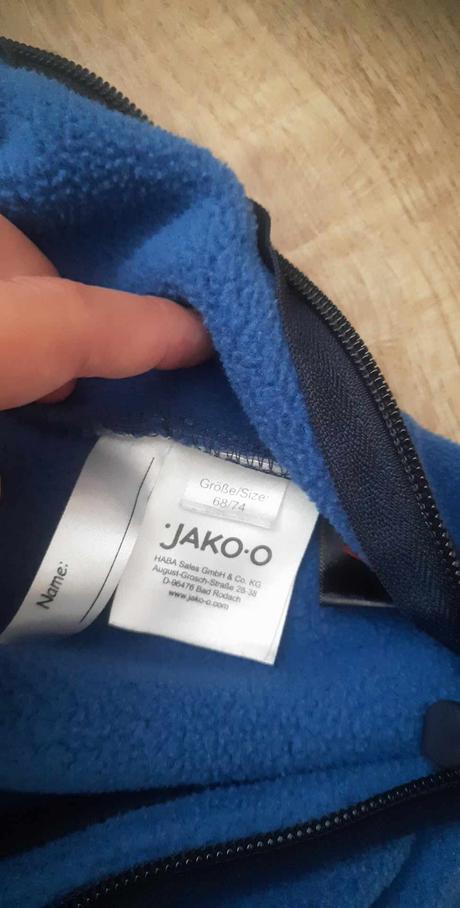 Name:
Größe/Size:
68/74
JAKO-O
HABA Sales GmbH & Co. KG
August-Grosch-Straße 28-38
D-96476 Bad Rodach
www.jako-o.com